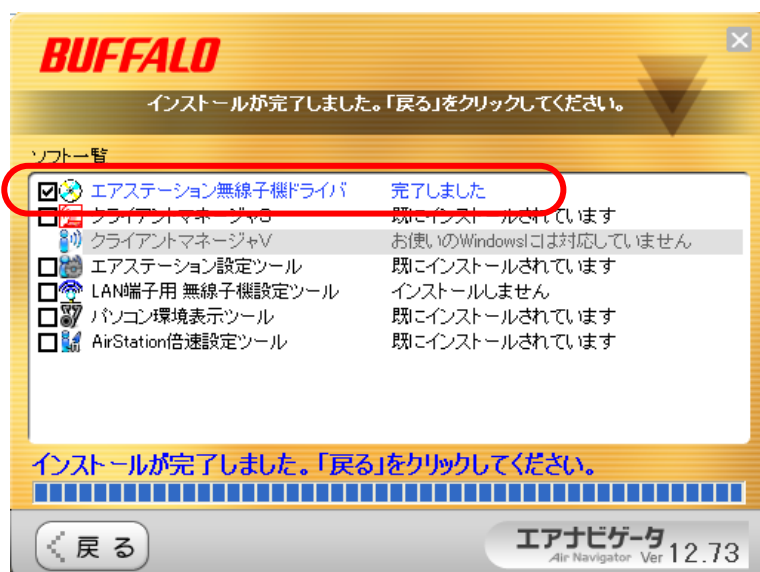 BUFFALO
インストールが完了しました。「戻る」をクリックしてください。
ソフト一覧
エアステーション無線子機ドライバ 完了しました
クライアントマネージャ3 既にインストールされています
クライアントマネージャV お使いのWindowsには対応していません
エアステーション設定ツール 既にインストールされています
LAN端子用 無線子機設定ツール インストールしません
パソコン環境表示ツール 既にインストールされています
AirStation倍速設定ツール 既にインストールされています
インストールが完了しました。「戻る」をクリックしてください。
戻る
エアナビゲータ
Air Navigator Ver 12.73